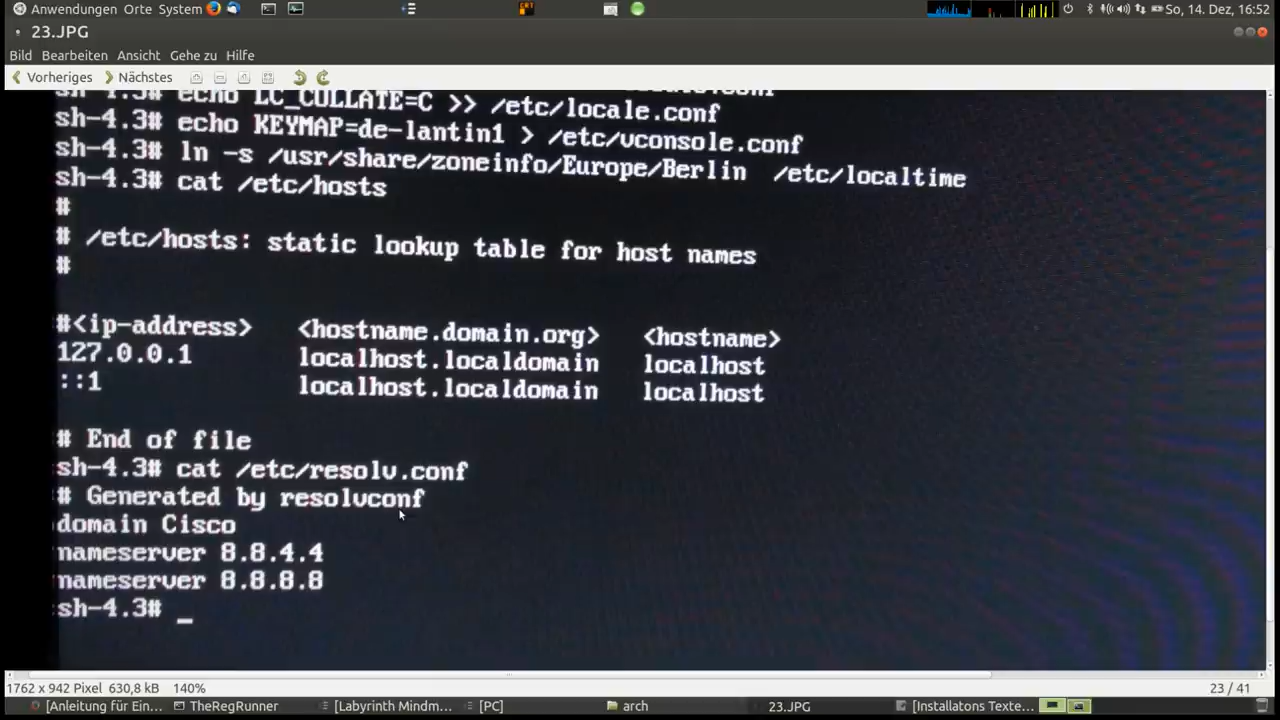 Anwendungen Orte System So, 14. Dez, 16:52
23.JPG
Bild Bearbeiten Ansicht Gehe zu Hilfe
Vorheriges Nächstes
sh-4.3# echo LC_COLLATE=C >> /etc/locale.conf
sh-4.3# echo KEYMAP=de-lantin1 > /etc/vconsole.conf
sh-4.3# ln -s /usr/share/zoneinfo/Europe/Berlin /etc/localtime
sh-4.3# cat /etc/hosts
#
# /etc/hosts: static lookup table for host names
#
#<ip-address> <hostname.domain.org> <hostname>
127.0.0.1 localhost.localdomain localhost
::1 localhost.localdomain localhost
# End of file
sh-4.3# cat /etc/resolv.conf
# Generated by resolvconf
domain Cisco
nameserver 8.8.4.4
nameserver 8.8.8.8
sh-4.3# _
1762 x 942 Pixel 630,8 kB 140% 23 / 41
[Anleitung für Ein... TheRegRunner [Labyrinth Mindm... [PC] arch 23.JPG [Installatons Texte...